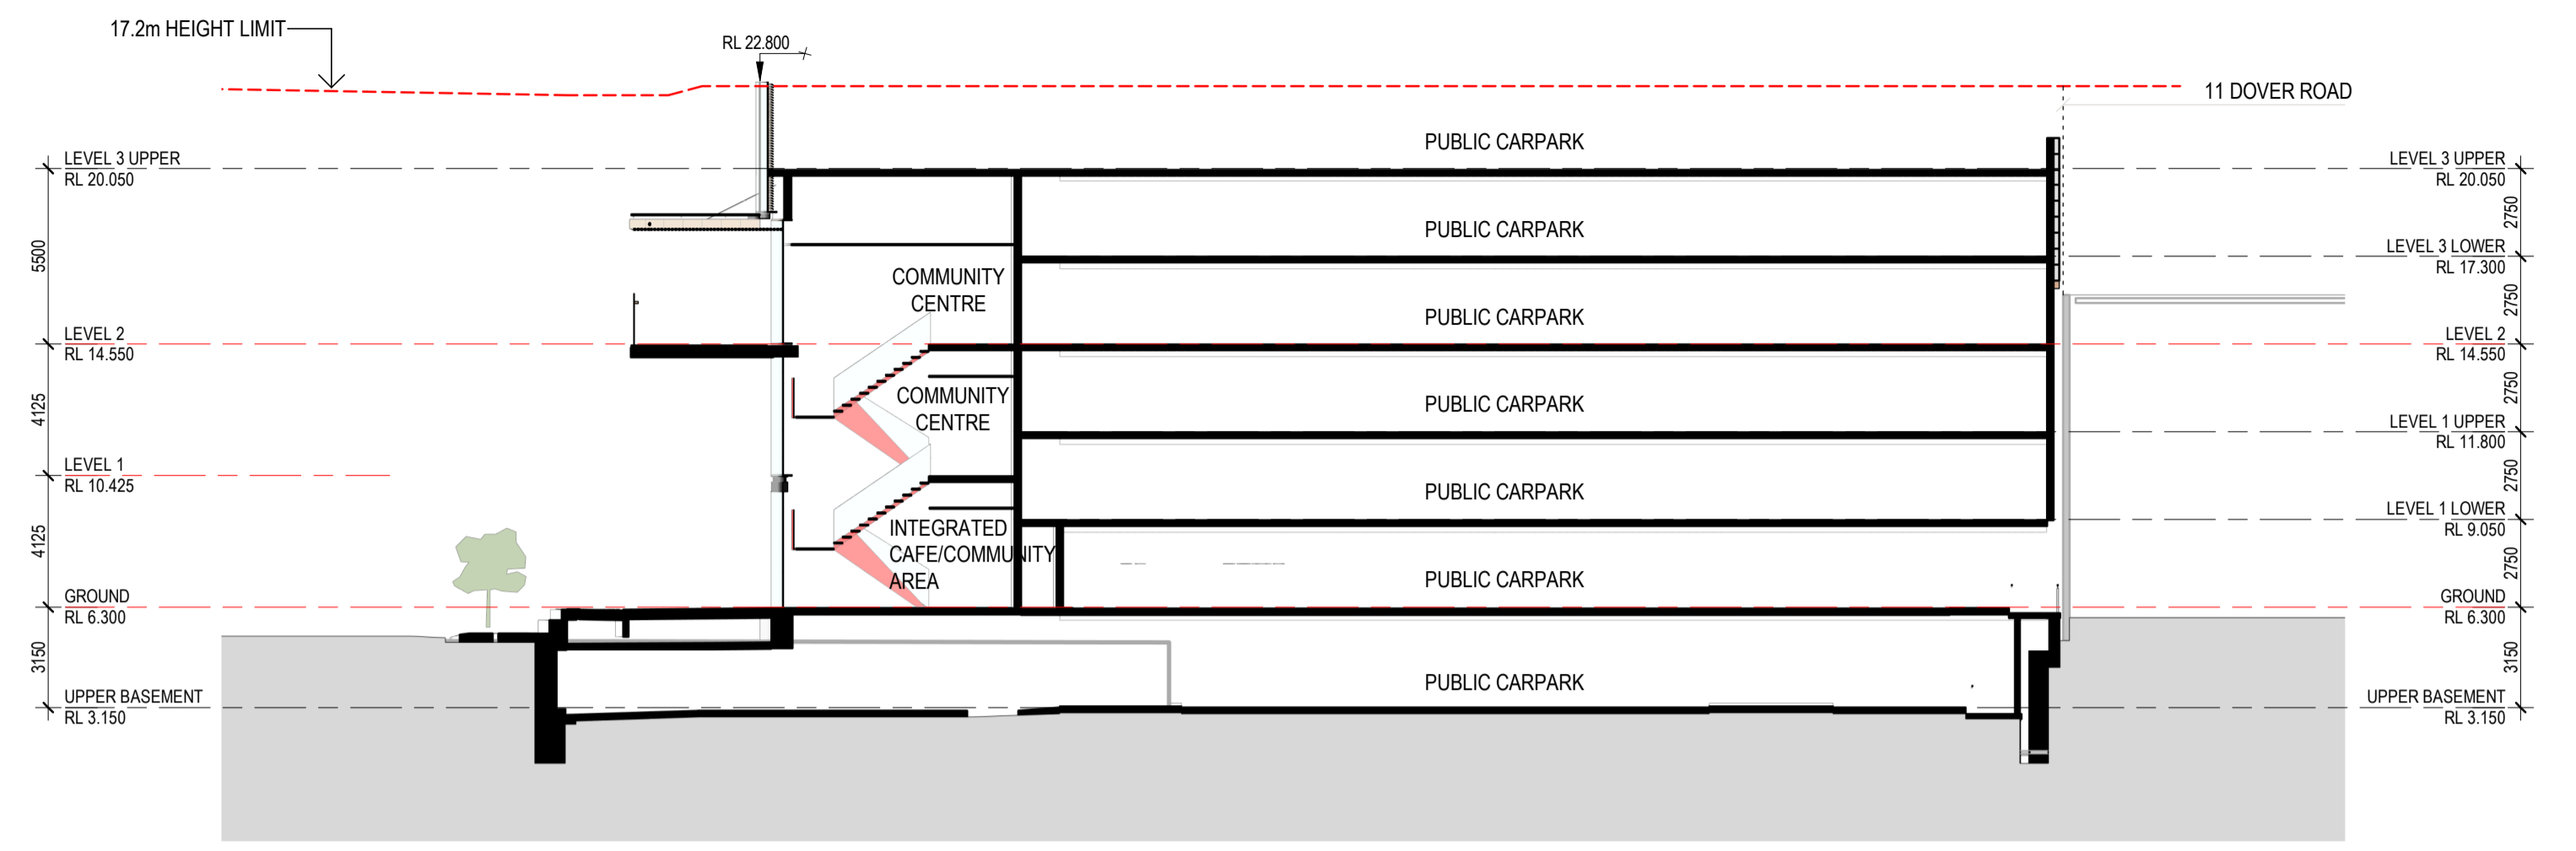 17.2m HEIGHT LIMIT
RL 22.800
11 DOVER ROAD
PUBLIC CARPARK
LEVEL 3 UPPER
RL 20.050
LEVEL 3 UPPER
RL 20.050
5500
2750
PUBLIC CARPARK
LEVEL 3 LOWER
RL 17.300
COMMUNITY
CENTRE
2750
PUBLIC CARPARK
LEVEL 2
RL 14.550
LEVEL 2
RL 14.550
4125
COMMUNITY
CENTRE
PUBLIC CARPARK
2750
LEVEL 1 UPPER
RL 11.800
LEVEL 1
RL 10.425
PUBLIC CARPARK
2750
LEVEL 1 LOWER
RL 9.050
4125
INTEGRATED
CAFE/COMMUNITY
AREA
PUBLIC CARPARK
2750
GROUND
RL 6.300
GROUND
RL 6.300
3150
PUBLIC CARPARK
3150
UPPER BASEMENT
RL 3.150
UPPER BASEMENT
RL 3.150